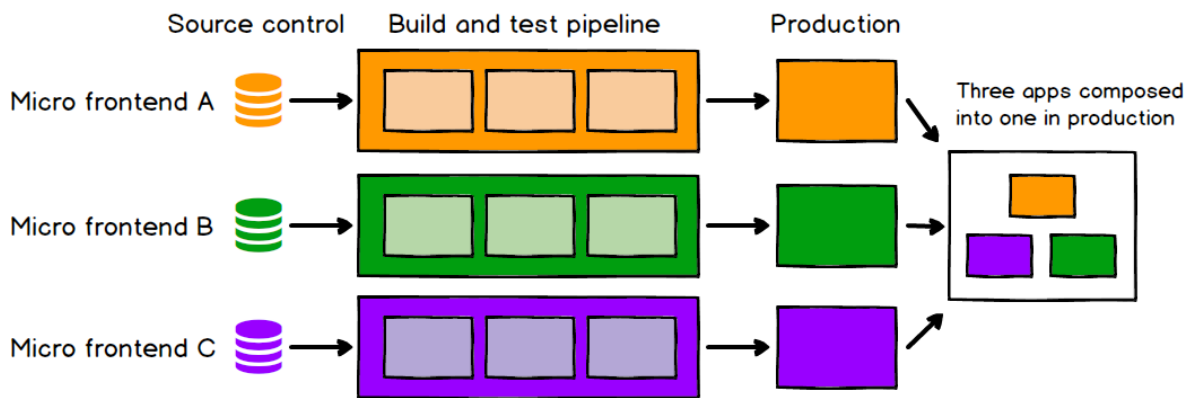 Source control
Build and test pipeline
Production
Micro frontend A
Three apps composed
into one in production
Micro frontend B
Micro frontend C